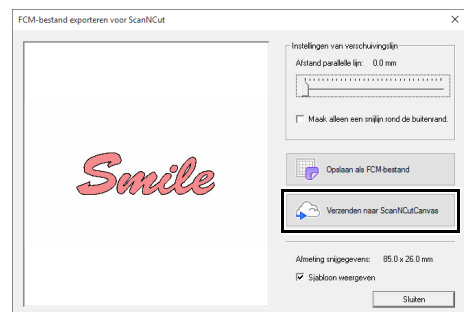 FCM-bestand exporteren voor ScanNCut
Instellingen van verschuivingslijn
Afstand parallelle lijn: 0.0 mm
Maak alleen een snijlijn rond de buitenrand.
Smile
Opslaan als FCM-bestand
Verzenden naar ScanNCutCanvas
Afmeting snijgegevens: 85.0 x 26.0 mm
Sjabloon weergeven
Sluiten